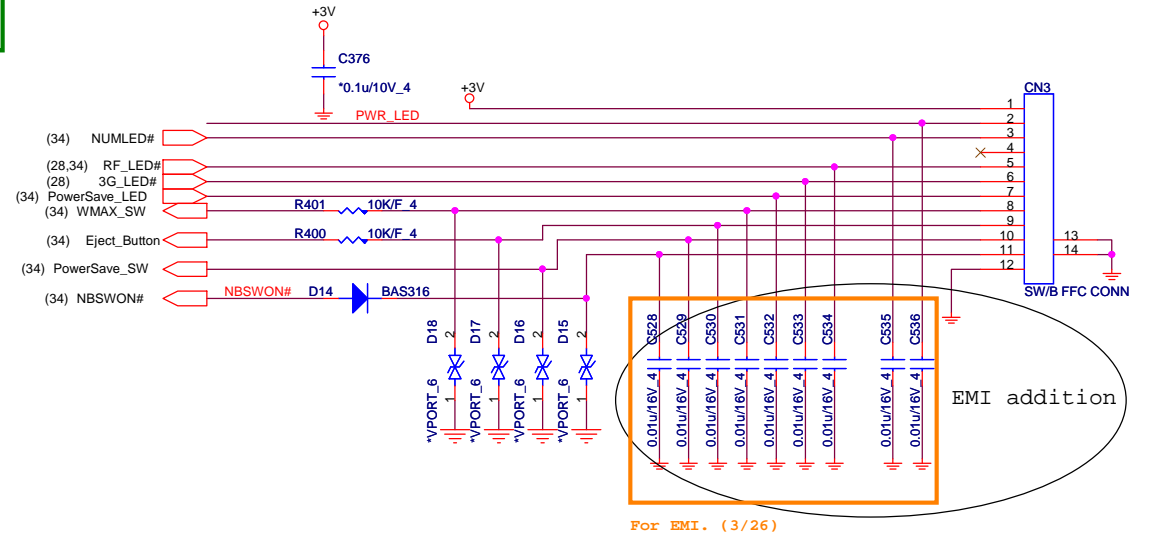 +3V
C376
*0.1u/10V_4
+3V
CN3
PWR_LED
1
2
(34) NUMLED#
3
4
(28,34) RF_LED#
5
(28) 3G_LED#
6
(34) PowerSave_LED
7
(34) WMAX_SW
R401 10K/F_4
8
9
(34) Eject_Button
R400 10K/F_4
10
13
11
14
(34) PowerSave_SW
12
(34) NBSWON#
NBSWON#
D14
BAS316
SW/B FFC CONN
D18
2
1
*VPORT_6
D17
2
1
*VPORT_6
D16
2
1
*VPORT_6
D15
2
1
*VPORT_6
C528
0.01u/16V_4
C529
0.01u/16V_4
C530
0.01u/16V_4
C531
0.01u/16V_4
C532
0.01u/16V_4
C533
0.01u/16V_4
C534
0.01u/16V_4
C535
0.01u/16V_4
C536
0.01u/16V_4
EMI addition
For EMI. (3/26)